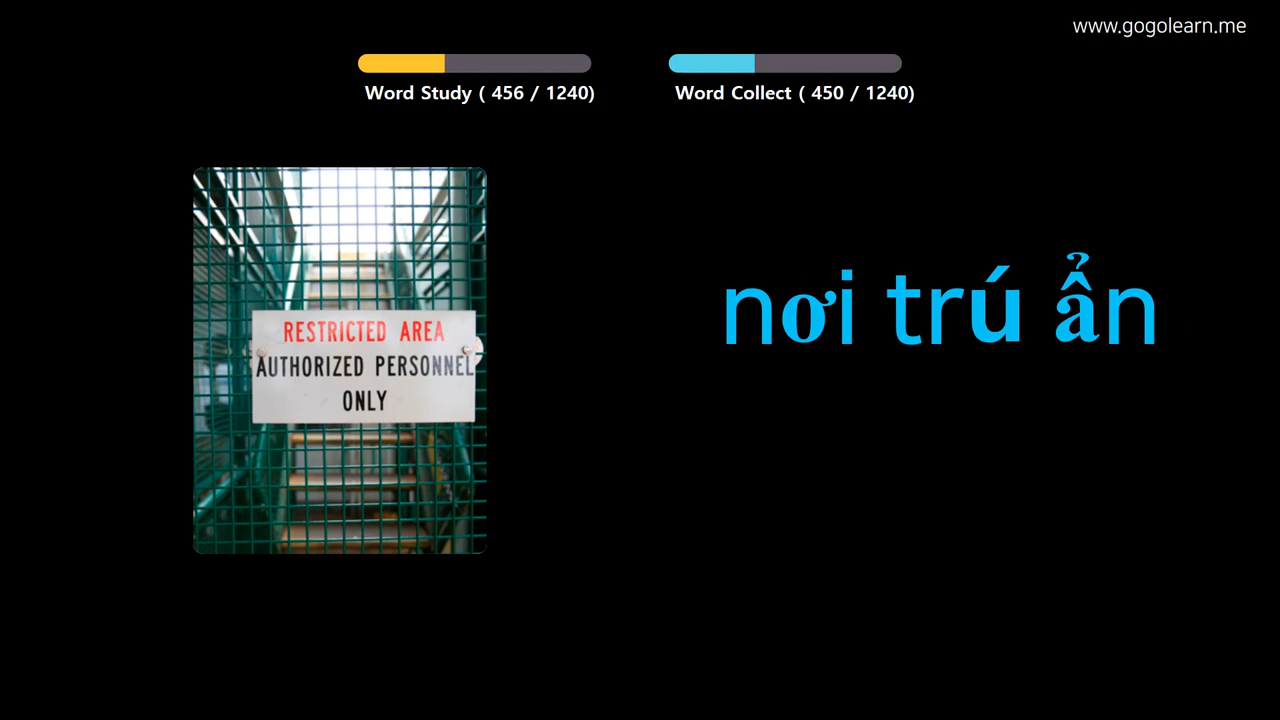 www.gogolearn.me
Word Study ( 456 / 1240)
Word Collect ( 450 / 1240)
RESTRICTED AREA
AUTHORIZED PERSONNEL
ONLY
nơi trú ẩn